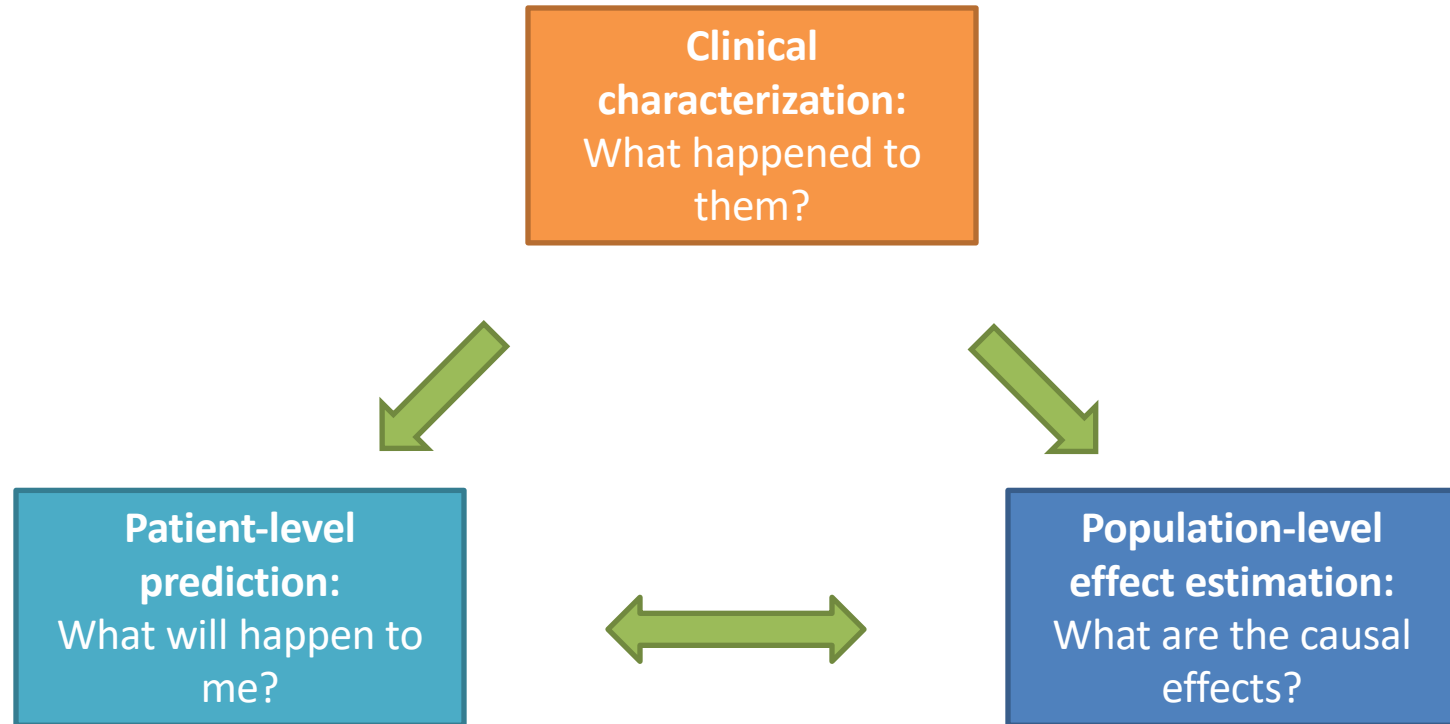 Clinical
characterization:
What happened to
them?
Patient-level
prediction:
What will happen to
me?
Population-level
effect estimation:
What are the causal
effects?